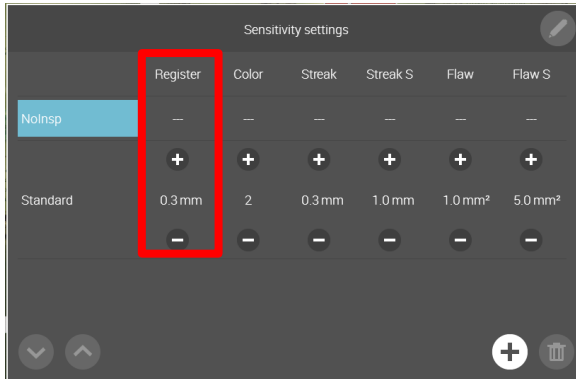 Sensitivity settings
Register Color Streak Streak S Flaw Flaw S
NoInsp --- --- --- --- --- ---
Standard 0.3 mm 2 0.3 mm 1.0 mm 1.0 mm² 5.0 mm²